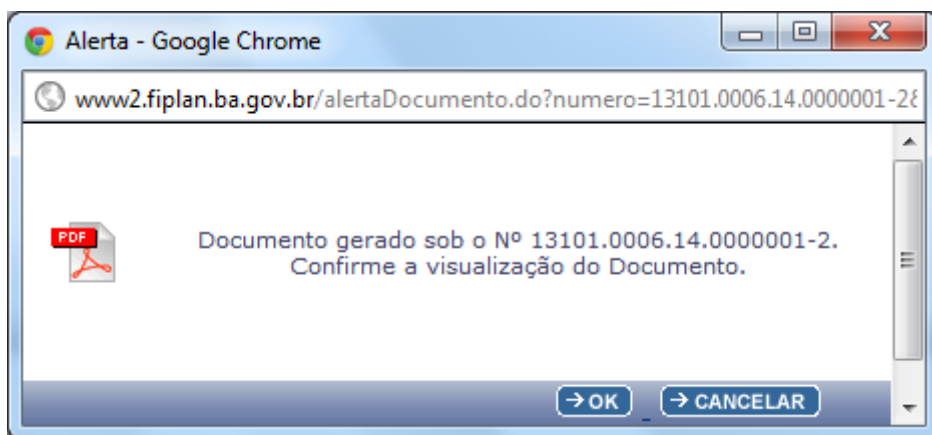 Alerta - Google Chrome
www2.fiplan.ba.gov.br/alertaDocumento.do?numero=13101.0006.14.0000001-2&
PDF
Documento gerado sob o Nº 13101.0006.14.0000001-2.
Confirme a visualização do Documento.
OK CANCELAR